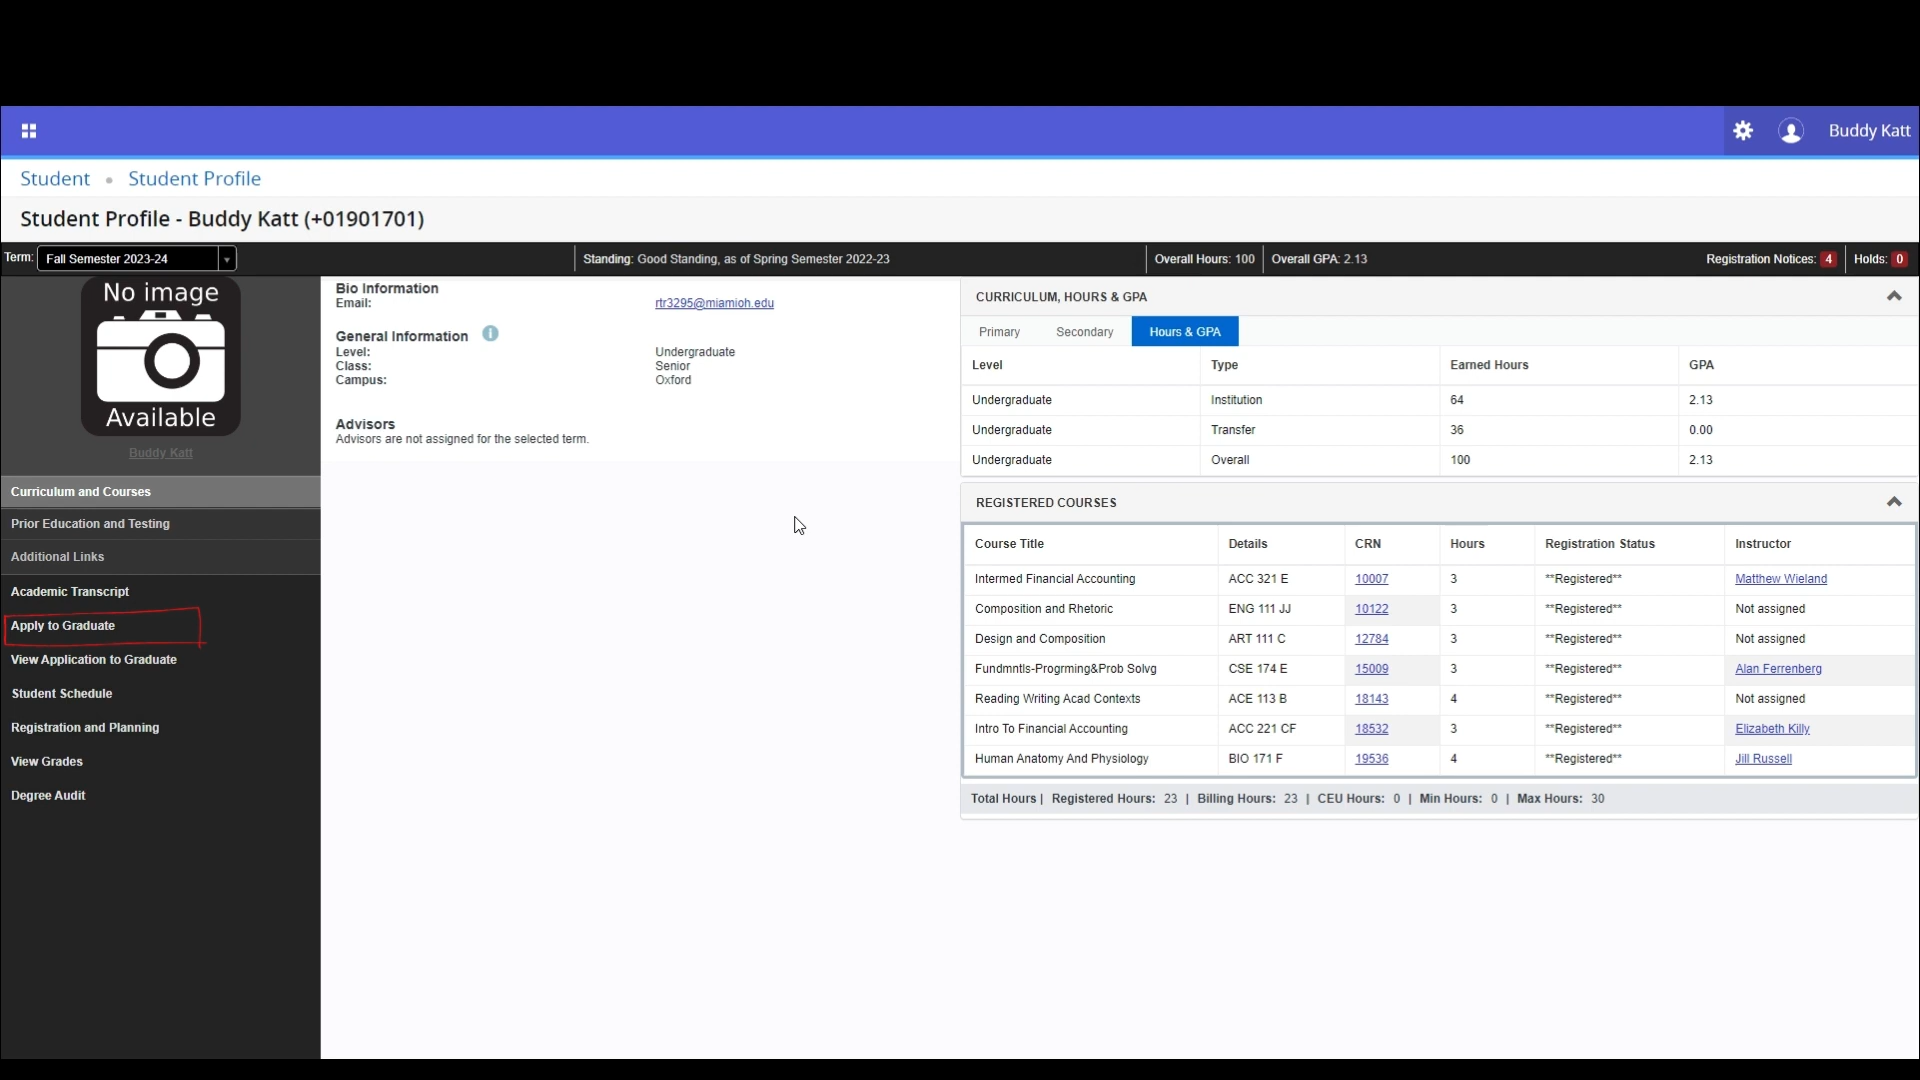 Buddy Katt
Student • Student Profile
Student Profile - Buddy Katt (+01901701)
Term: Fall Semester 2023-24 Standing: Good Standing, as of Spring Semester 2022-23 Overall Hours: 100 Overall GPA: 2.13 Registration Notices: 4 Holds: 0
No image
Available
Buddy Katt
Curriculum and Courses
Prior Education and Testing
Additional Links
Academic Transcript
Apply to Graduate
View Application to Graduate
Student Schedule
Registration and Planning
View Grades
Degree Audit
Bio Information
Email: rtr3295@miamioh.edu
General Information
Level: Undergraduate
Class: Senior
Campus: Oxford
Advisors
Advisors are not assigned for the selected term.
CURRICULUM, HOURS & GPA
Primary Secondary Hours & GPA
Level Type Earned Hours GPA
Undergraduate Institution 64 2.13
Undergraduate Transfer 36 0.00
Undergraduate Overall 100 2.13
REGISTERED COURSES
Course Title Details CRN Hours Registration Status Instructor
Intermed Financial Accounting ACC 321 E 10007 3 **Registered** Matthew Wieland
Composition and Rhetoric ENG 111 JJ 10122 3 **Registered** Not assigned
Design and Composition ART 111 C 12784 3 **Registered** Not assigned
Fundmntls-Progrming&Prob Solvg CSE 174 E 15009 3 **Registered** Alan Ferrenberg
Reading Writing Acad Contexts ACE 113 B 18143 4 **Registered** Not assigned
Intro To Financial Accounting ACC 221 CF 18532 3 **Registered** Elizabeth Killy
Human Anatomy And Physiology BIO 171 F 19536 4 **Registered** Jill Russell
Total Hours | Registered Hours: 23 | Billing Hours: 23 | CEU Hours: 0 | Min Hours: 0 | Max Hours: 30